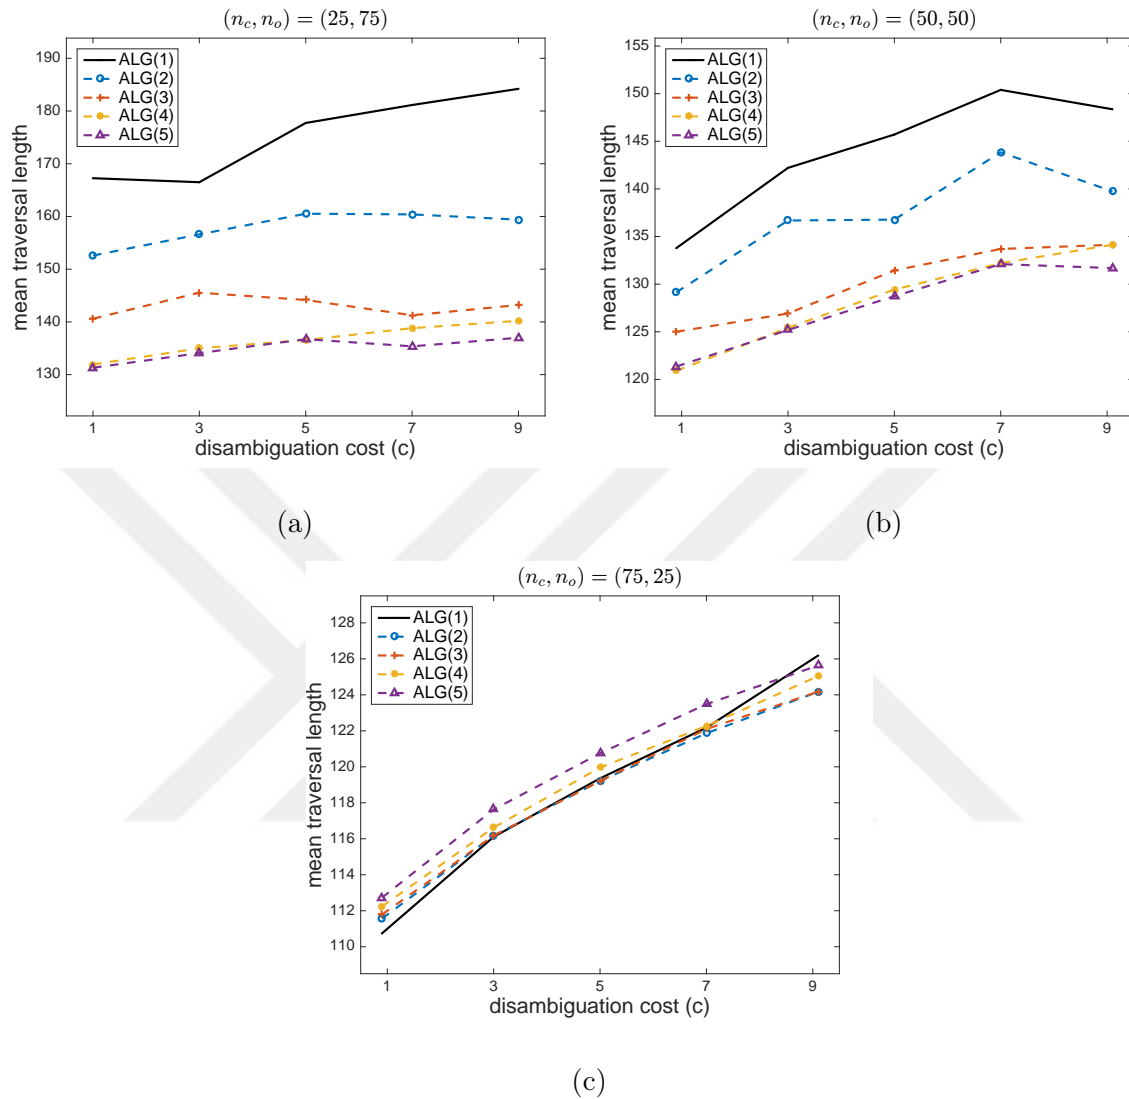 (n_c, n_o) = (25, 75)
190
180
170
160
150
140
130
mean traversal length
ALG(1)
ALG(2)
ALG(3)
ALG(4)
ALG(5)
1 3 5 7 9
disambiguation cost (c)
(a)
(n_c, n_o) = (50, 50)
155
150
145
140
135
130
125
120
mean traversal length
ALG(1)
ALG(2)
ALG(3)
ALG(4)
ALG(5)
1 3 5 7 9
disambiguation cost (c)
(b)
(n_c, n_o) = (75, 25)
128
126
124
122
120
118
116
114
112
110
mean traversal length
ALG(1)
ALG(2)
ALG(3)
ALG(4)
ALG(5)
1 3 5 7 9
disambiguation cost (c)
(c)